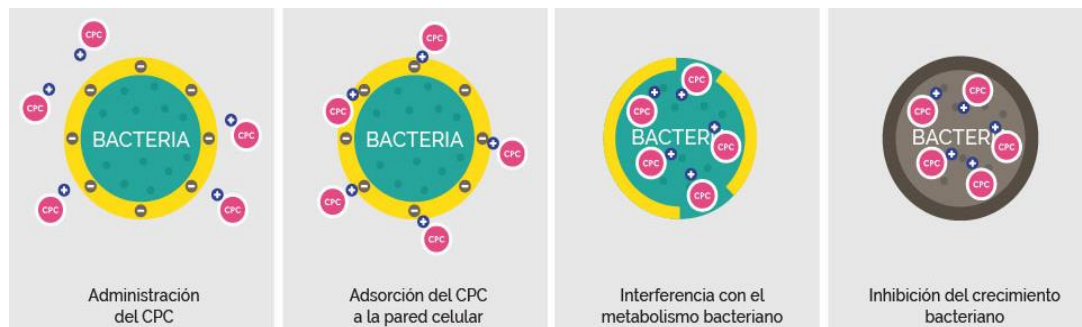 CPC
CPC
CPC
CPC
CPC
BACTERIA
Administración
del CPC
CPC
CPC
CPC
CPC
CPC
BACTERIA
Adsorción del CPC
a la pared celular
CPC
CPC
CPC
CPC
CPC
BACTERI
Interferencia con el
metabolismo bacteriano
CPC
CPC
CPC
CPC
CPC
BACTERI
Inhibición del crecimiento
bacteriano